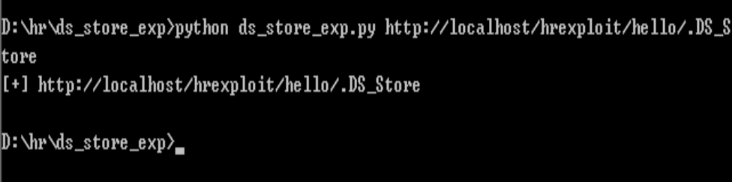 D:\hr\ds_store_exp>python ds_store_exp.py http://localhost/hrexploit/hello/.DS_S
tore
[+] http://localhost/hrexploit/hello/.DS_Store
D:\hr\ds_store_exp>